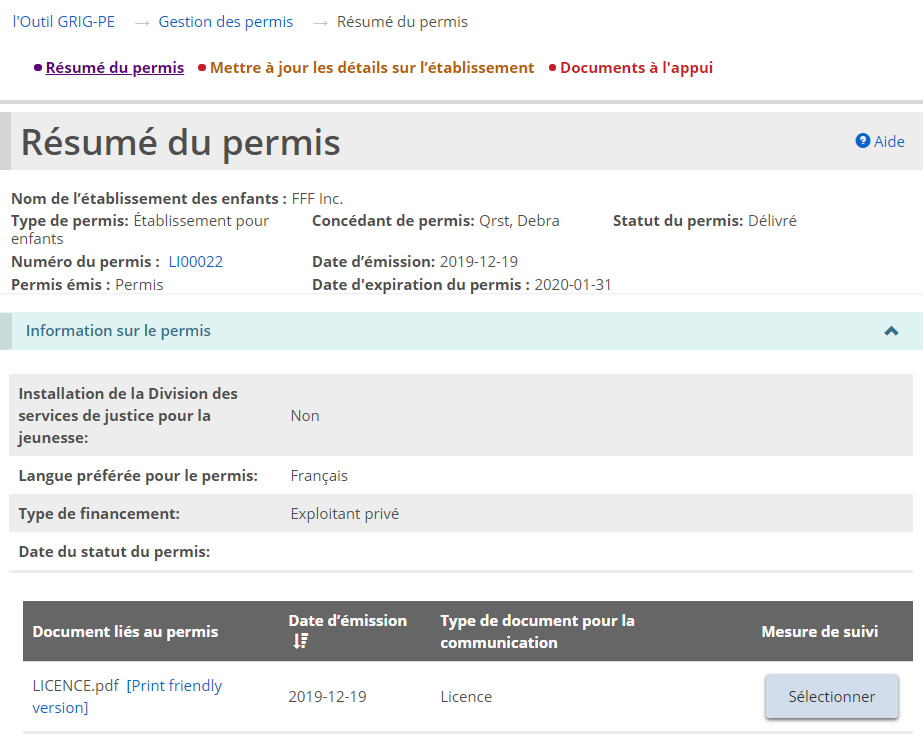 l'Outil GRIG-PE → Gestion des permis → Résumé du permis
• Résumé du permis • Mettre à jour les détails sur l’établissement • Documents à l'appui
Résumé du permis
Aide
Nom de l’établissement des enfants : FFF Inc.
Type de permis: Établissement pour enfants
Concédant de permis: Qrst, Debra
Statut du permis: Délivré
Numéro du permis : LI00022
Date d’émission: 2019-12-19
Permis émis : Permis
Date d'expiration du permis : 2020-01-31
Information sur le permis
Installation de la Division des
services de justice pour la
jeunesse:
Non
Langue préférée pour le permis: Français
Type de financement: Exploitant privé
Date du statut du permis:
Document liés au permis
Date d’émission
Type de document pour la
communication
Mesure de suivi
LICENCE.pdf [Print friendly
version]
2019-12-19
Licence
Sélectionner